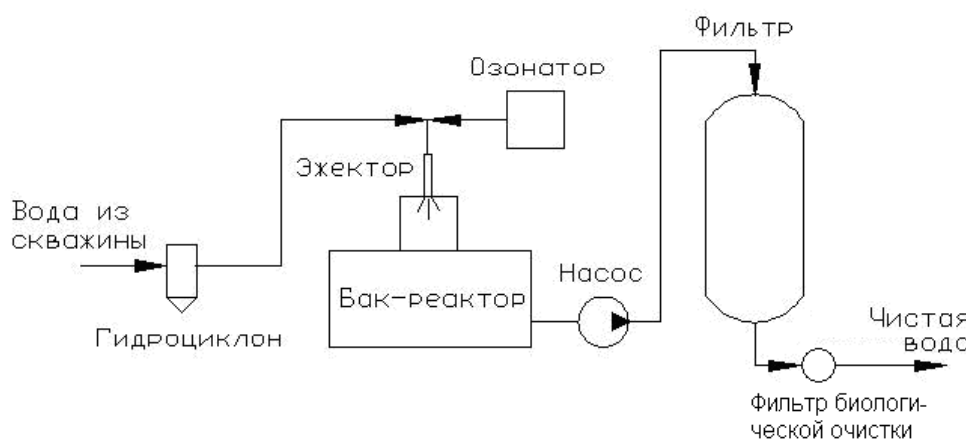 Фильтр
Озонатор
Эжектор
Вода из
скважины
Гидроциклон
Бак-реактор
Насос
Чистая
вода
Фильтр биологи-
ческой очистки